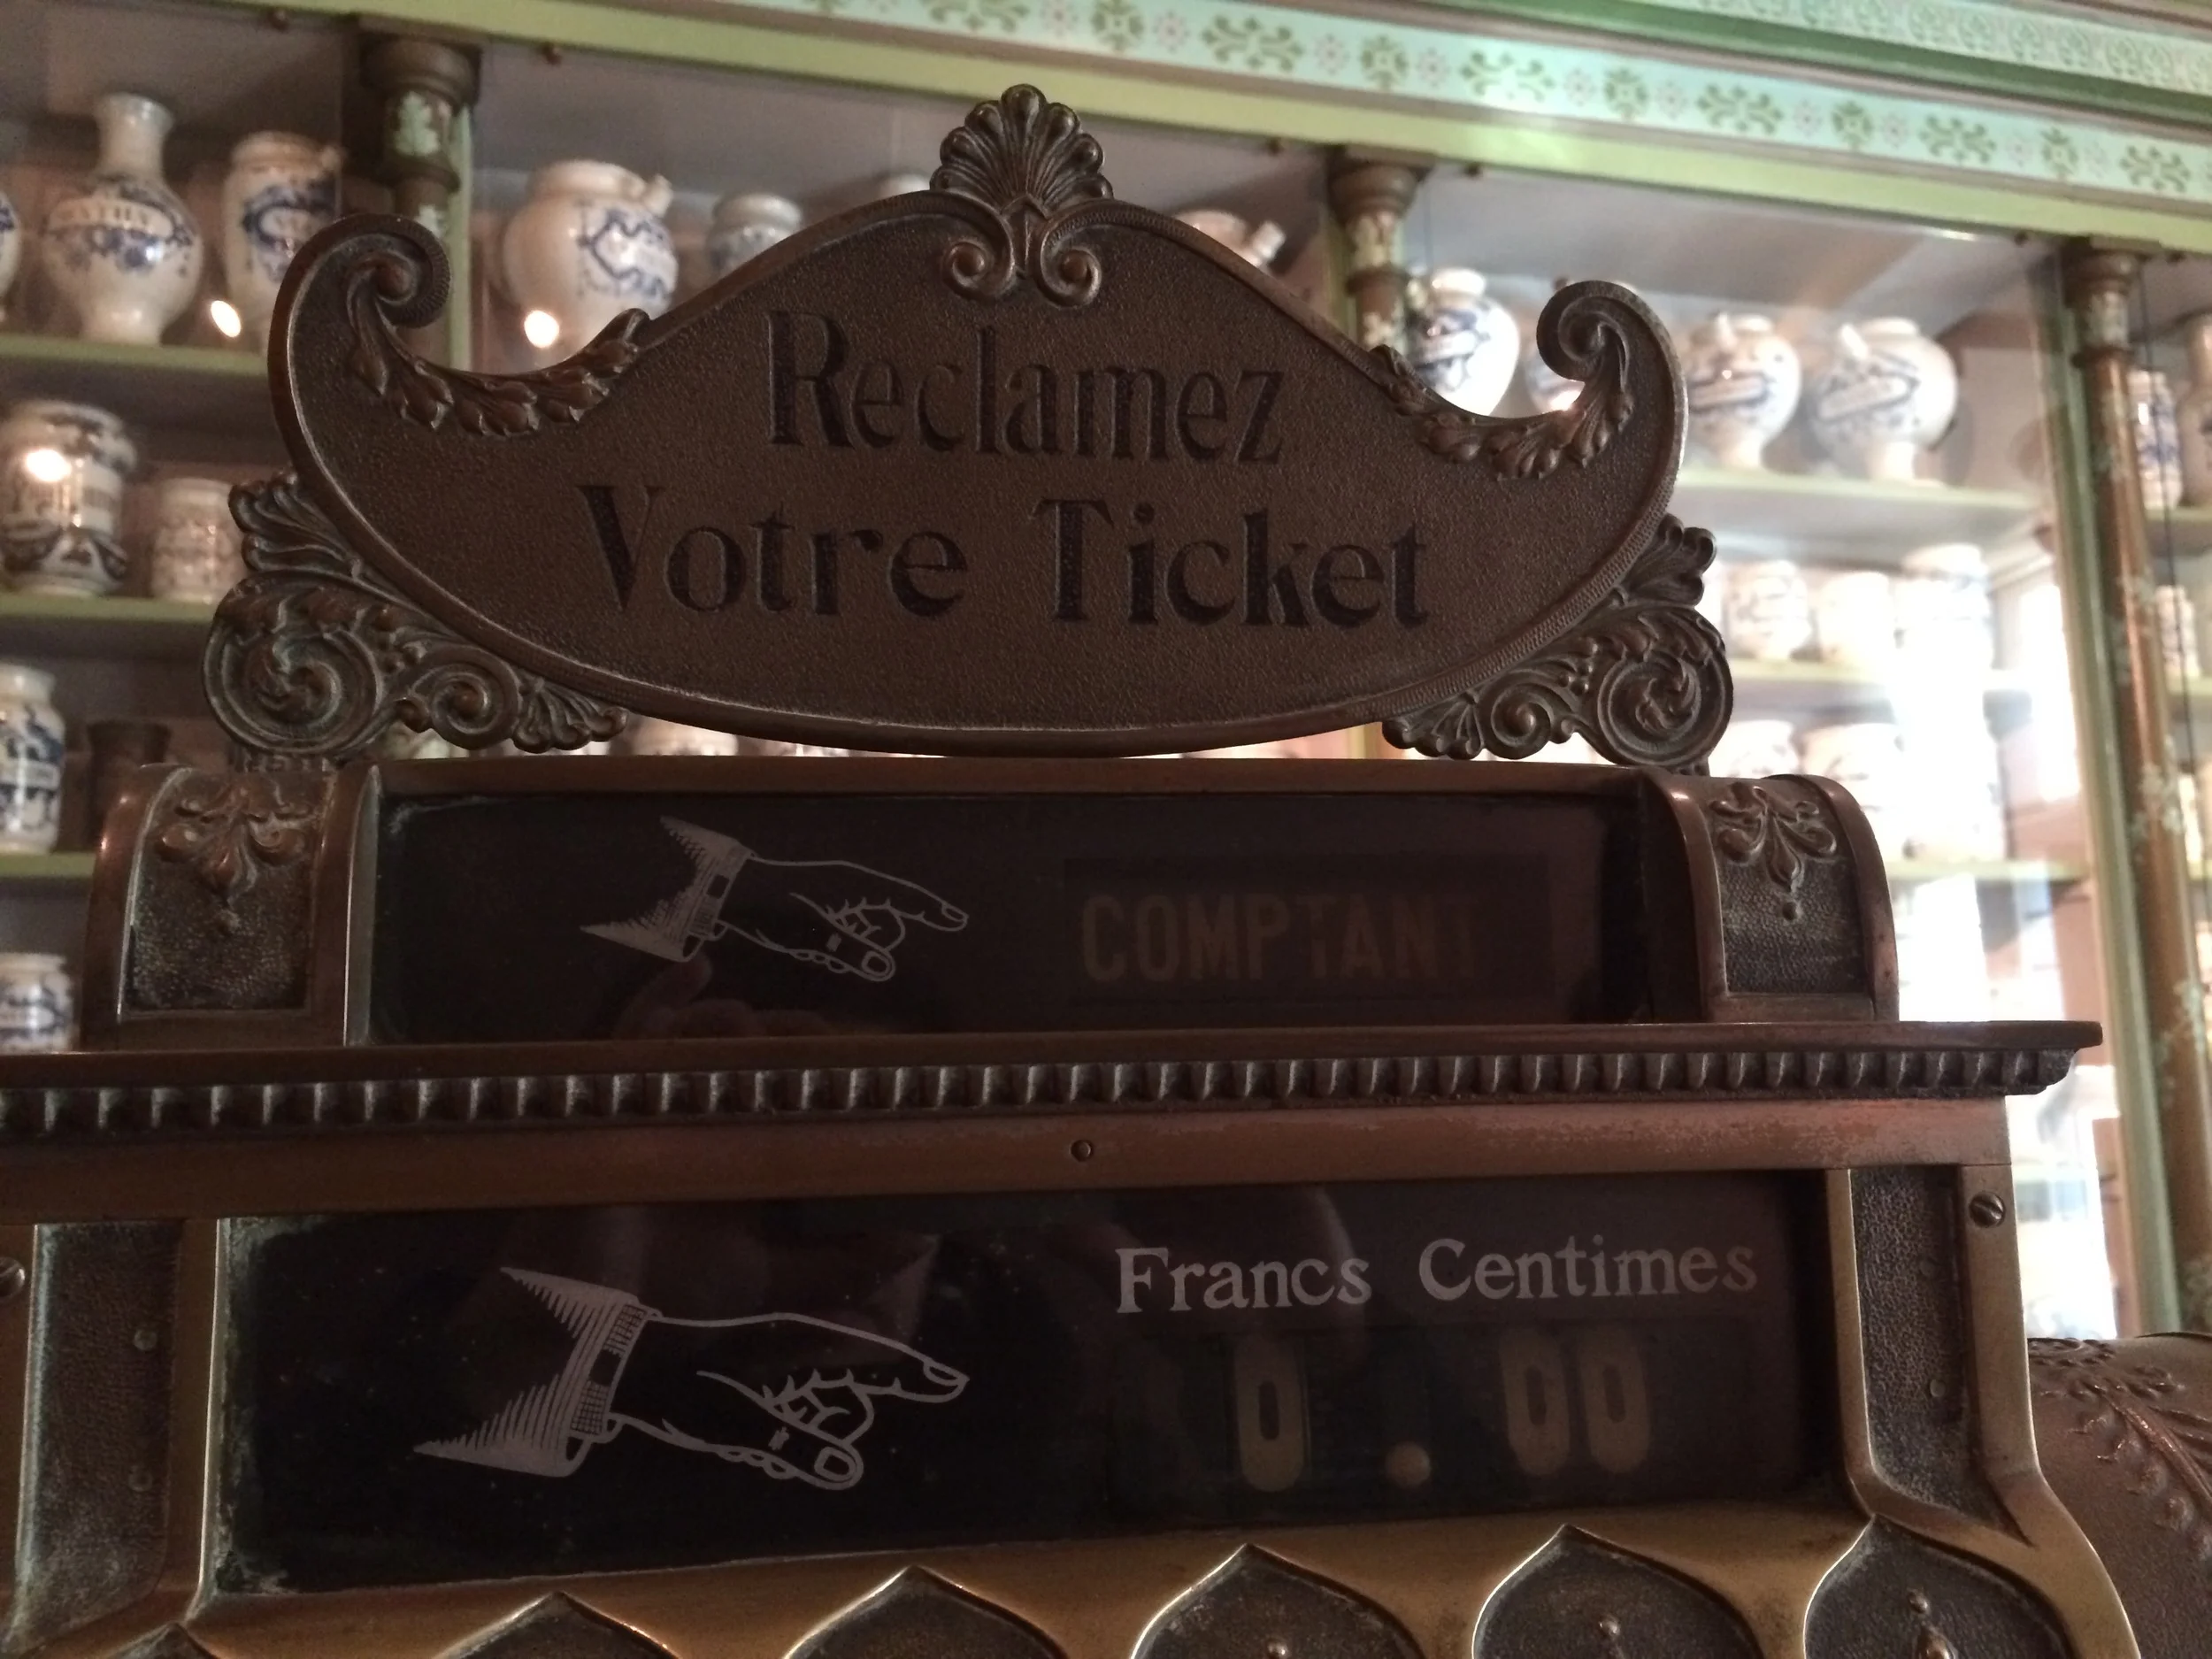 Reclamez
Votre Ticket
COMPTANT
Francs Centimes
0.00